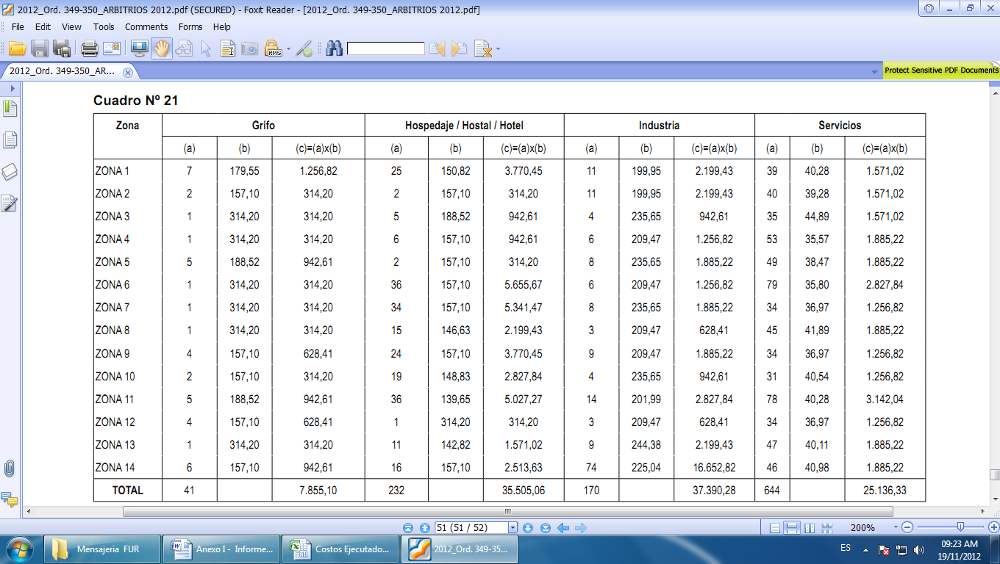 2012_Ord. 349-350_ARBITRIOS 2012.pdf (SECURED) - Foxit Reader - [2012_Ord. 349-350_ARBITRIOS 2012.pdf]
File Edit View Tools Comments Forms Help
RMS
2012_Ord. 349-350_AR... Protect Sensitive PDF Documents
Cuadro Nº 21
Zona Grifo Hospedaje / Hostal / Hotel Industria Servicios
(a) (b) (c)=(a)x(b) (a) (b) (c)=(a)x(b) (a) (b) (c)=(a)x(b) (a) (b) (c)=(a)x(b)
ZONA 1 7 179,55 1.256,82 25 150,82 3.770,45 11 199,95 2.199,43 39 40,28 1.571,02
ZONA 2 2 157,10 314,20 2 157,10 314,20 11 199,95 2.199,43 40 39,28 1.571,02
ZONA 3 1 314,20 314,20 5 188,52 942,61 4 235,65 942,61 35 44,89 1.571,02
ZONA 4 1 314,20 314,20 6 157,10 942,61 6 209,47 1.256,82 53 35,57 1.885,22
ZONA 5 5 188,52 942,61 2 157,10 314,20 8 235,65 1.885,22 49 38,47 1.885,22
ZONA 6 1 314,20 314,20 36 157,10 5.655,67 6 209,47 1.256,82 79 35,80 2.827,84
ZONA 7 1 314,20 314,20 34 157,10 5.341,47 8 235,65 1.885,22 34 36,97 1.256,82
ZONA 8 1 314,20 314,20 15 146,63 2.199,43 3 209,47 628,41 45 41,89 1.885,22
ZONA 9 4 157,10 628,41 24 157,10 3.770,45 9 209,47 1.885,22 34 36,97 1.256,82
ZONA 10 2 157,10 314,20 19 148,83 2.827,84 4 235,65 942,61 31 40,54 1.256,82
ZONA 11 5 188,52 942,61 36 139,65 5.027,27 14 201,99 2.827,84 78 40,28 3.142,04
ZONA 12 4 157,10 628,41 1 314,20 314,20 3 209,47 628,41 34 36,97 1.256,82
ZONA 13 1 314,20 314,20 11 142,82 1.571,02 9 244,38 2.199,43 47 40,11 1.885,22
ZONA 14 6 157,10 942,61 16 157,10 2.513,63 74 225,04 16.652,82 46 40,98 1.885,22
TOTAL 41 7.855,10 232 35.505,06 170 37.390,28 644 25.136,33
51 (51 / 52) 200%
Mensajeria FUR Anexo I - Informe... Costos Ejecutado... 2012_Ord. 349-35... ES 09:23 AM
19/11/2012